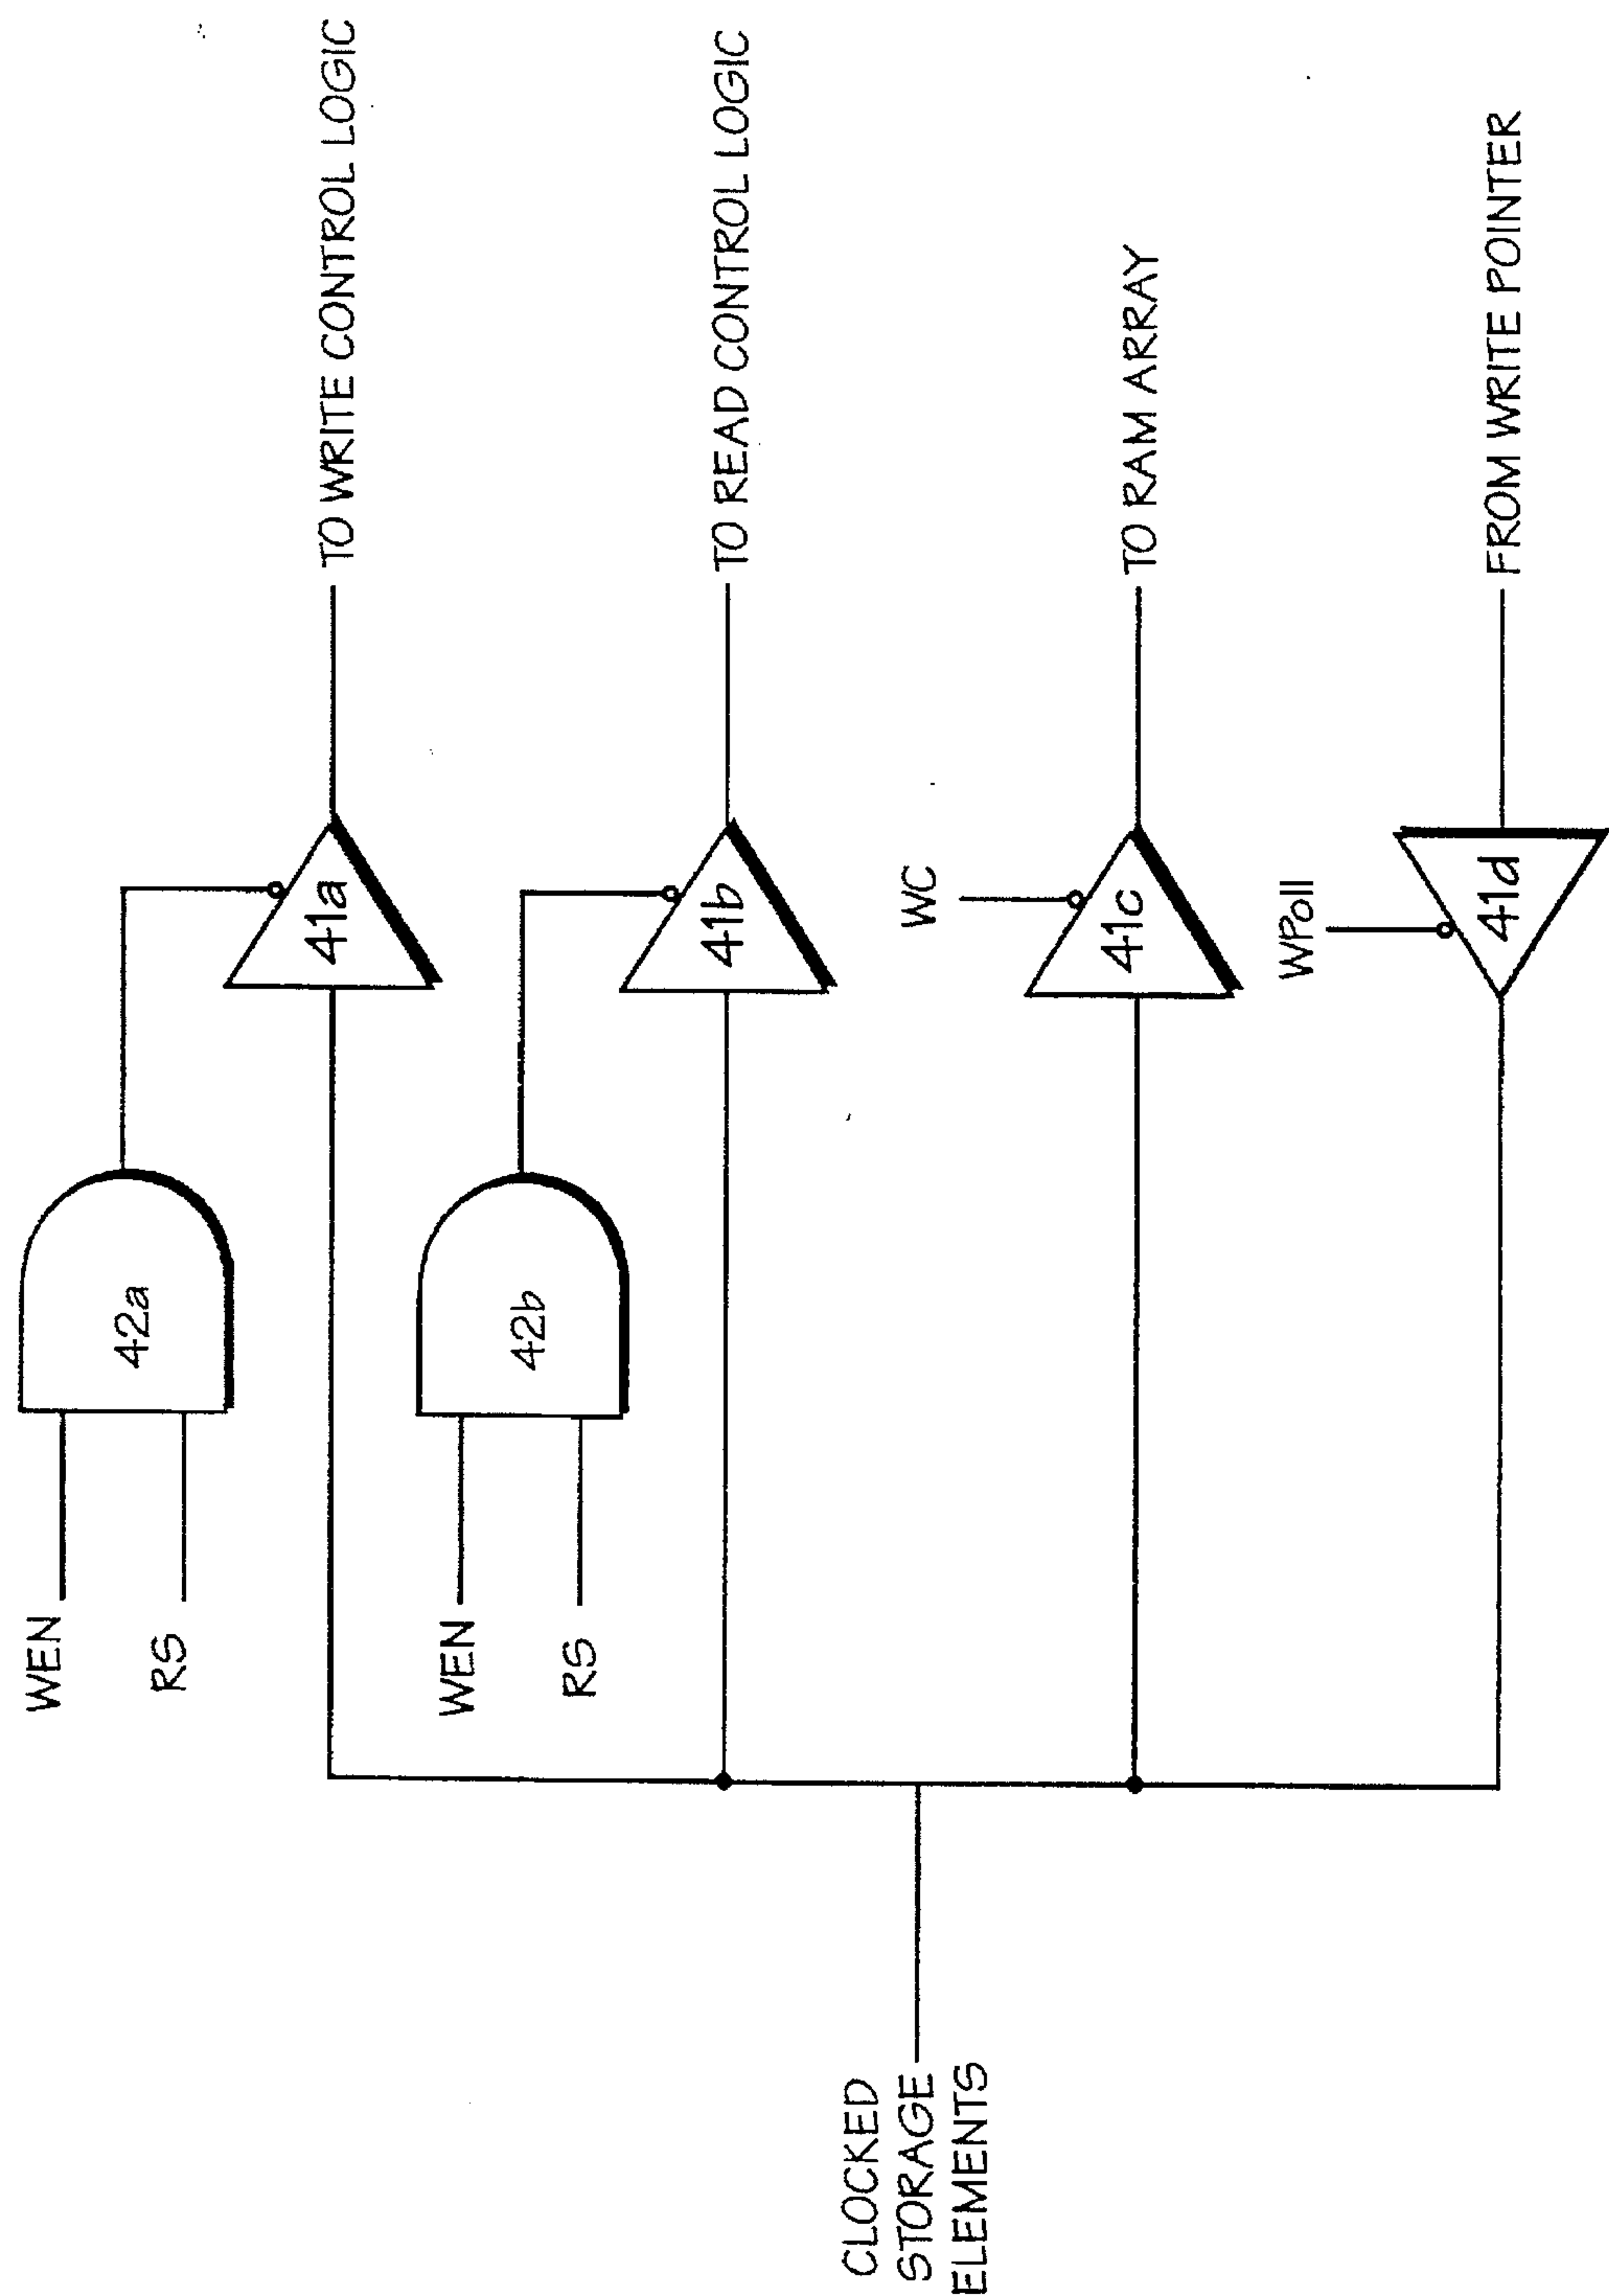 WEN
RS
42a
41a
TO WRITE CONTROL LOGIC
WEN
RS
42b
41b
TO READ CONTROL LOGIC
CLOCKED
STORAGE
ELEMENTS
WC
41c
TO RAM ARRAY
WPoll
41d
FROM WRITE POINTER